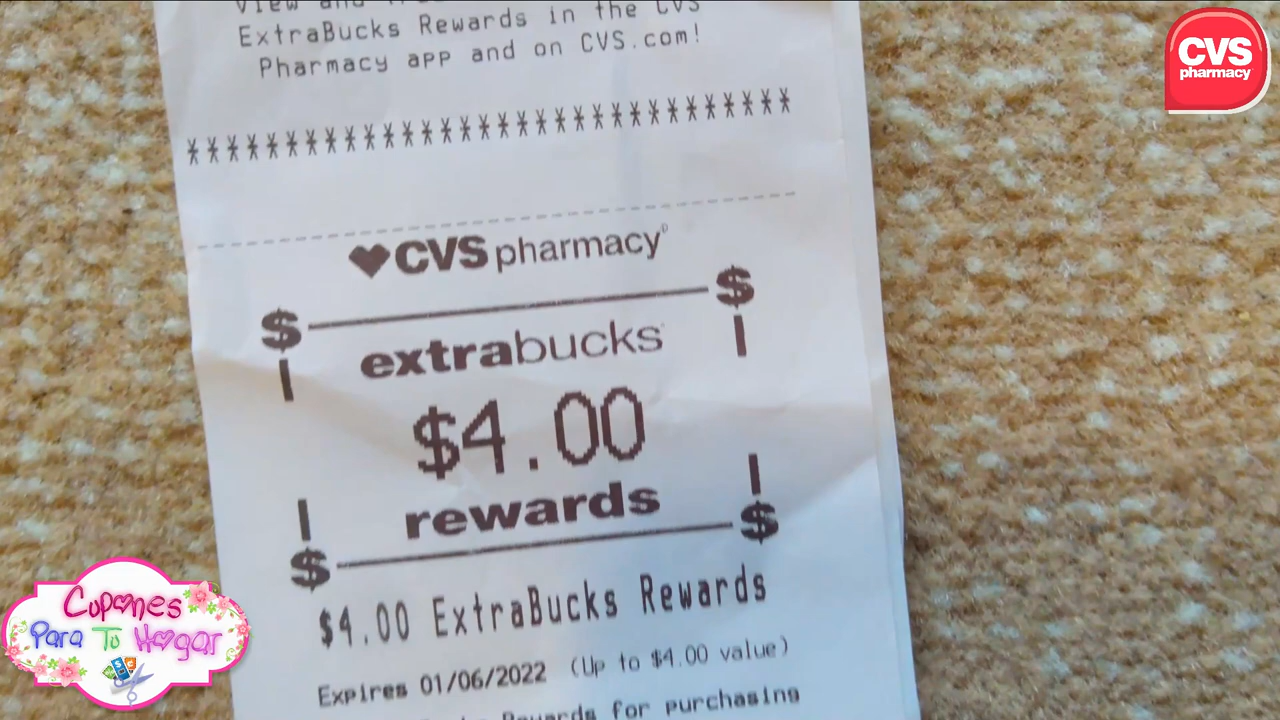 View and
ExtraBucks Rewards in the CVS
Pharmacy app and on CVS.com!
********************************
CVS pharmacy
$ $
extrabucks
$4.00
rewards
$ $
$4.00 ExtraBucks Rewards
Expires 01/06/2022 (Up to $4.00 value)
Rewards for purchasing
CVS
pharmacy
Cupones
Para Tu Hogar